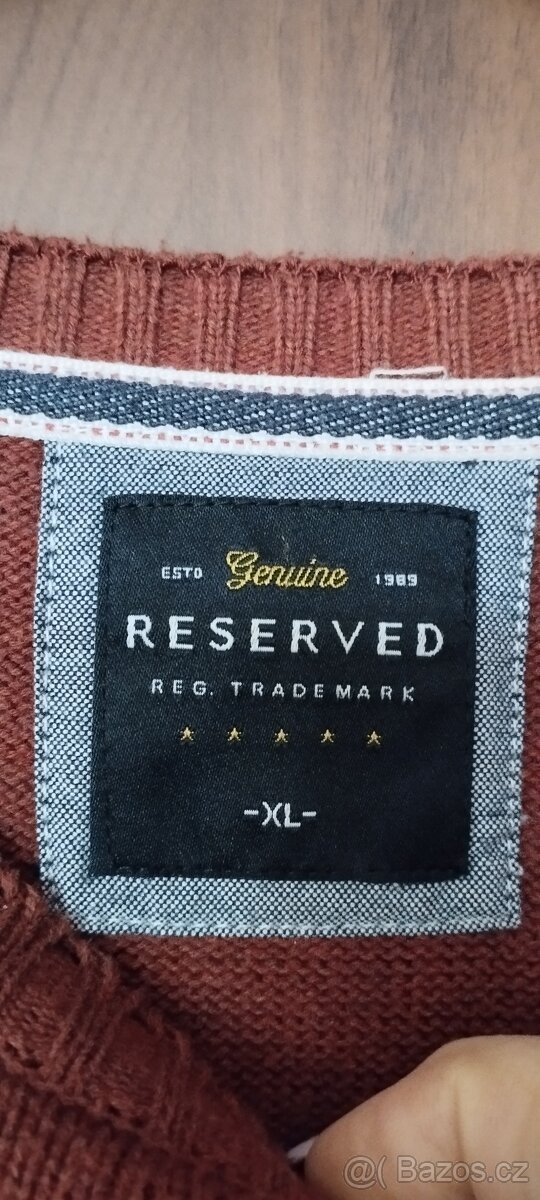 ESTD Genuine 1989
RESERVED
REG. TRADEMARK
-XL-
@( Bazos.cz